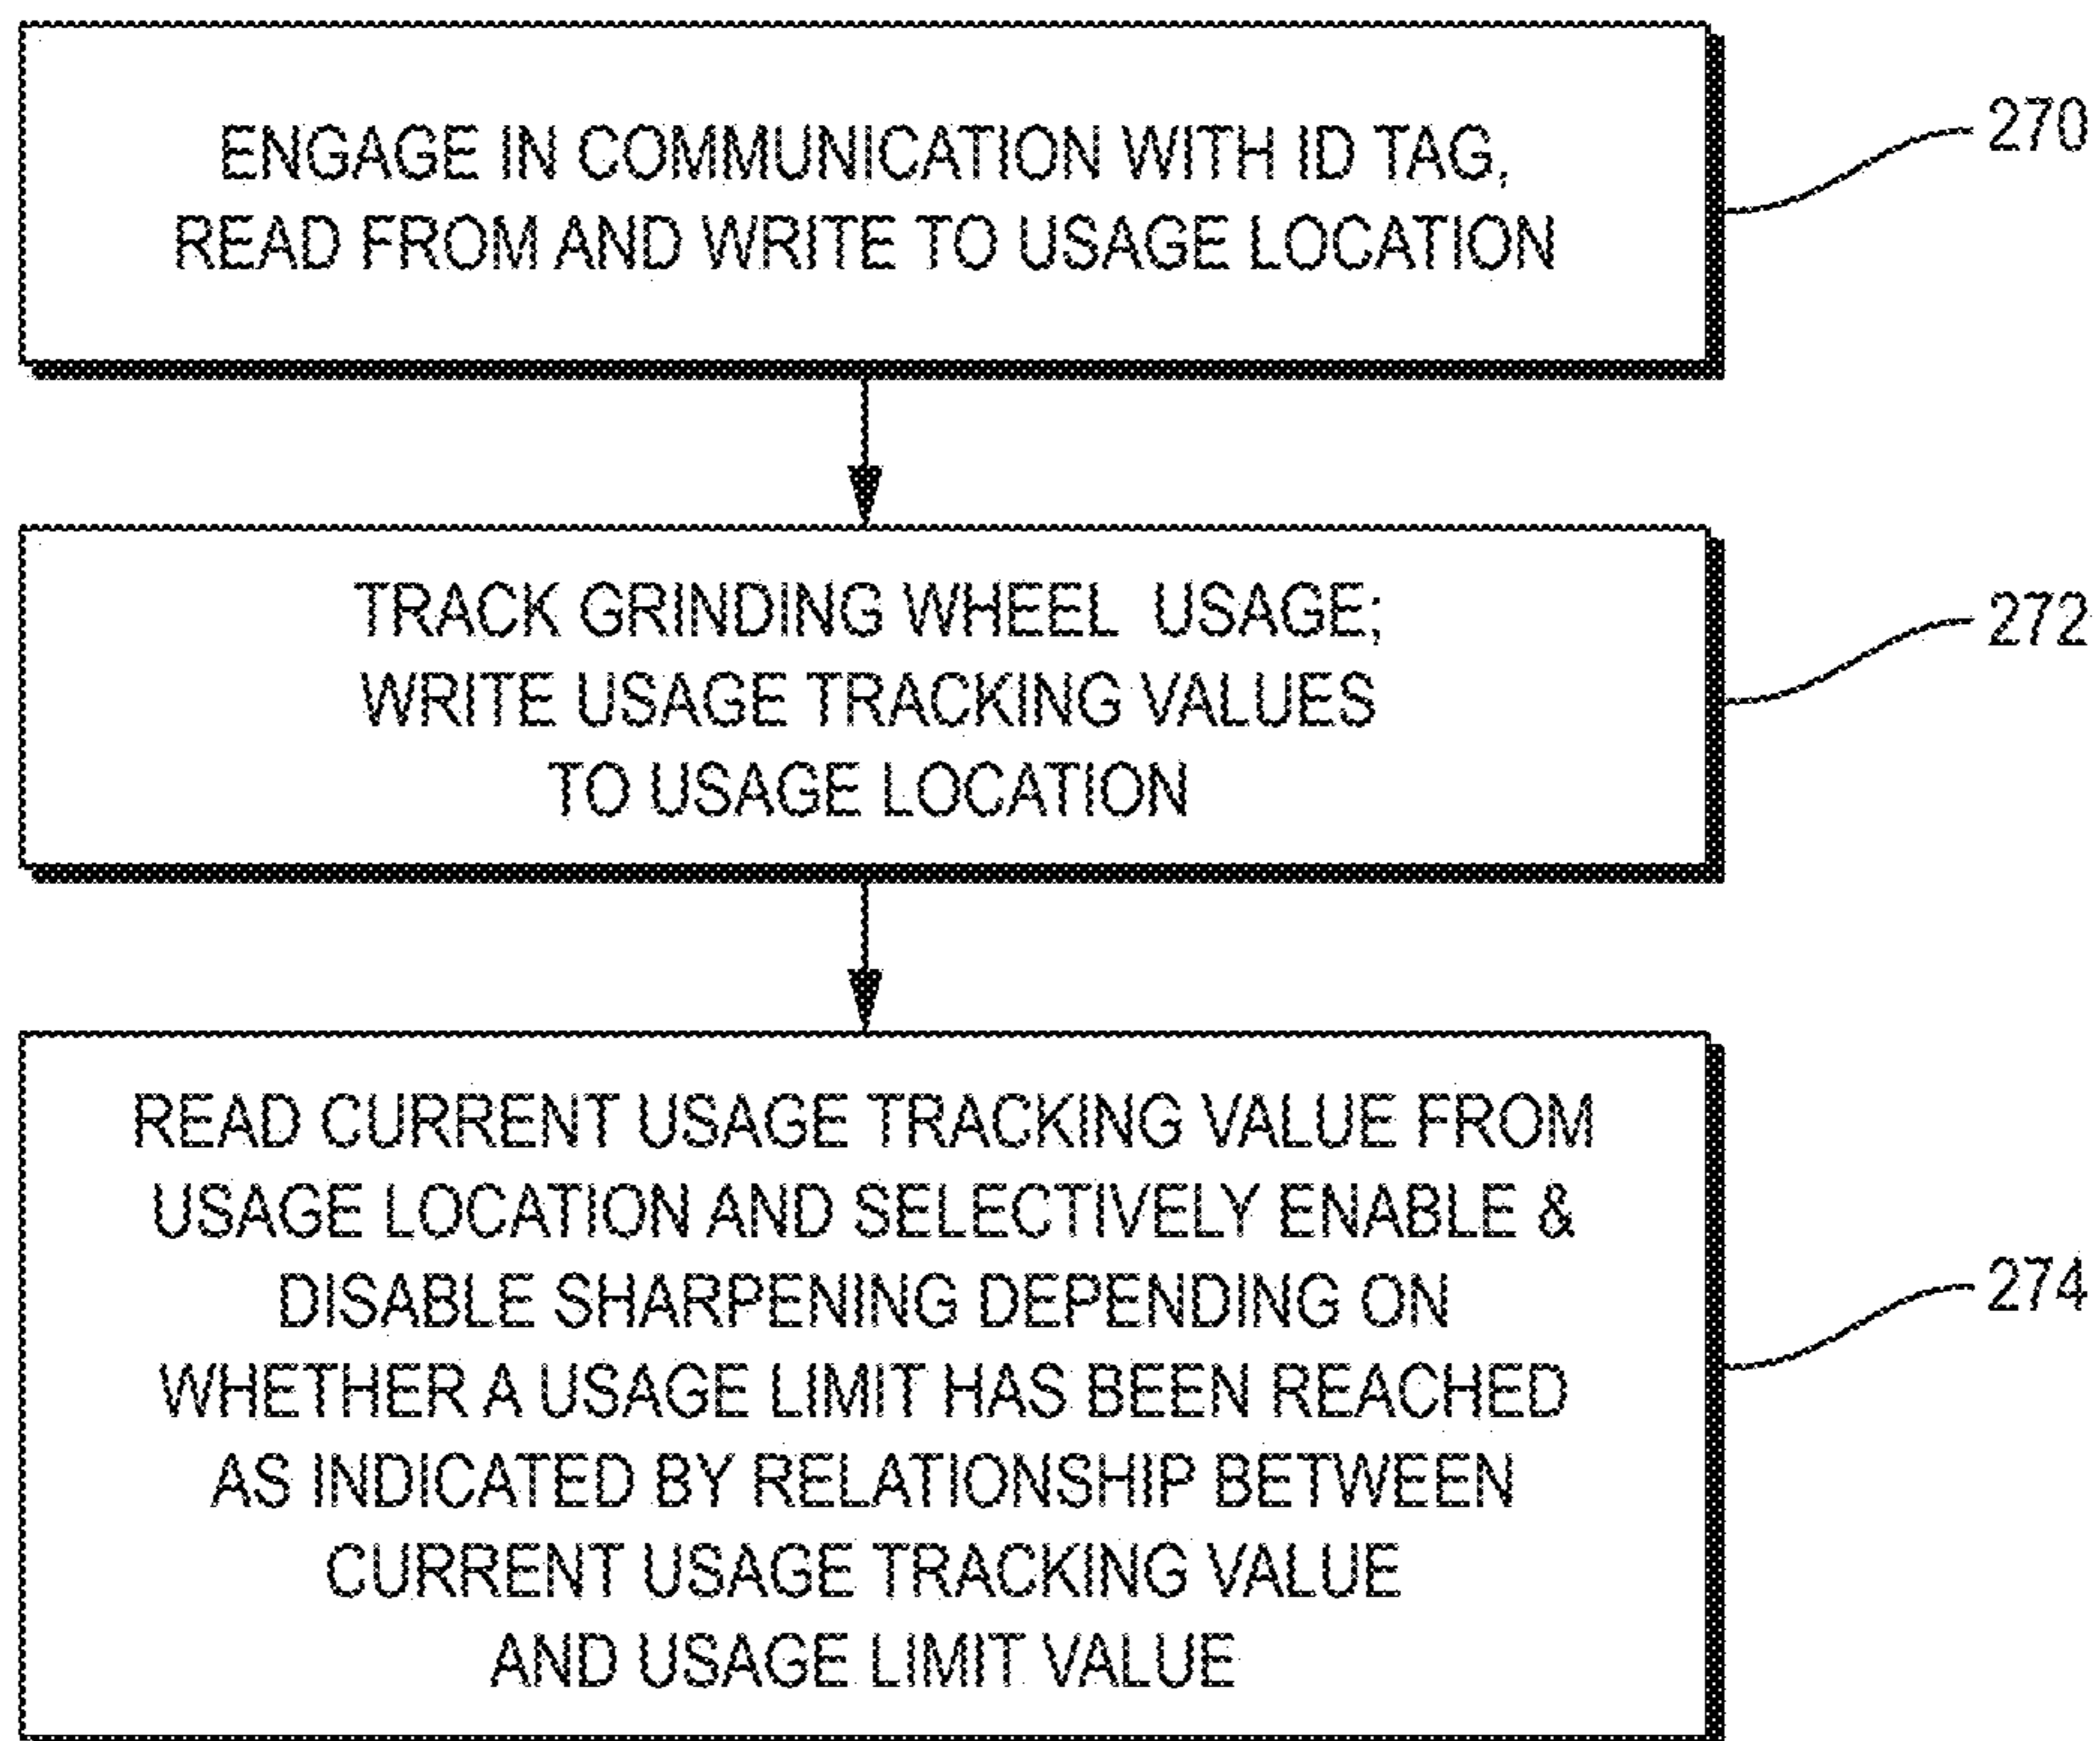 ENGAGE IN COMMUNICATION WITH ID TAG,
READ FROM AND WRITE TO USAGE LOCATION
270
TRACK GRINDING WHEEL USAGE;
WRITE USAGE TRACKING VALUES
TO USAGE LOCATION
272
READ CURRENT USAGE TRACKING VALUE FROM
USAGE LOCATION AND SELECTIVELY ENABLE &
DISABLE SHARPENING DEPENDING ON
WHETHER A USAGE LIMIT HAS BEEN REACHED
AS INDICATED BY RELATIONSHIP BETWEEN
CURRENT USAGE TRACKING VALUE
AND USAGE LIMIT VALUE
274